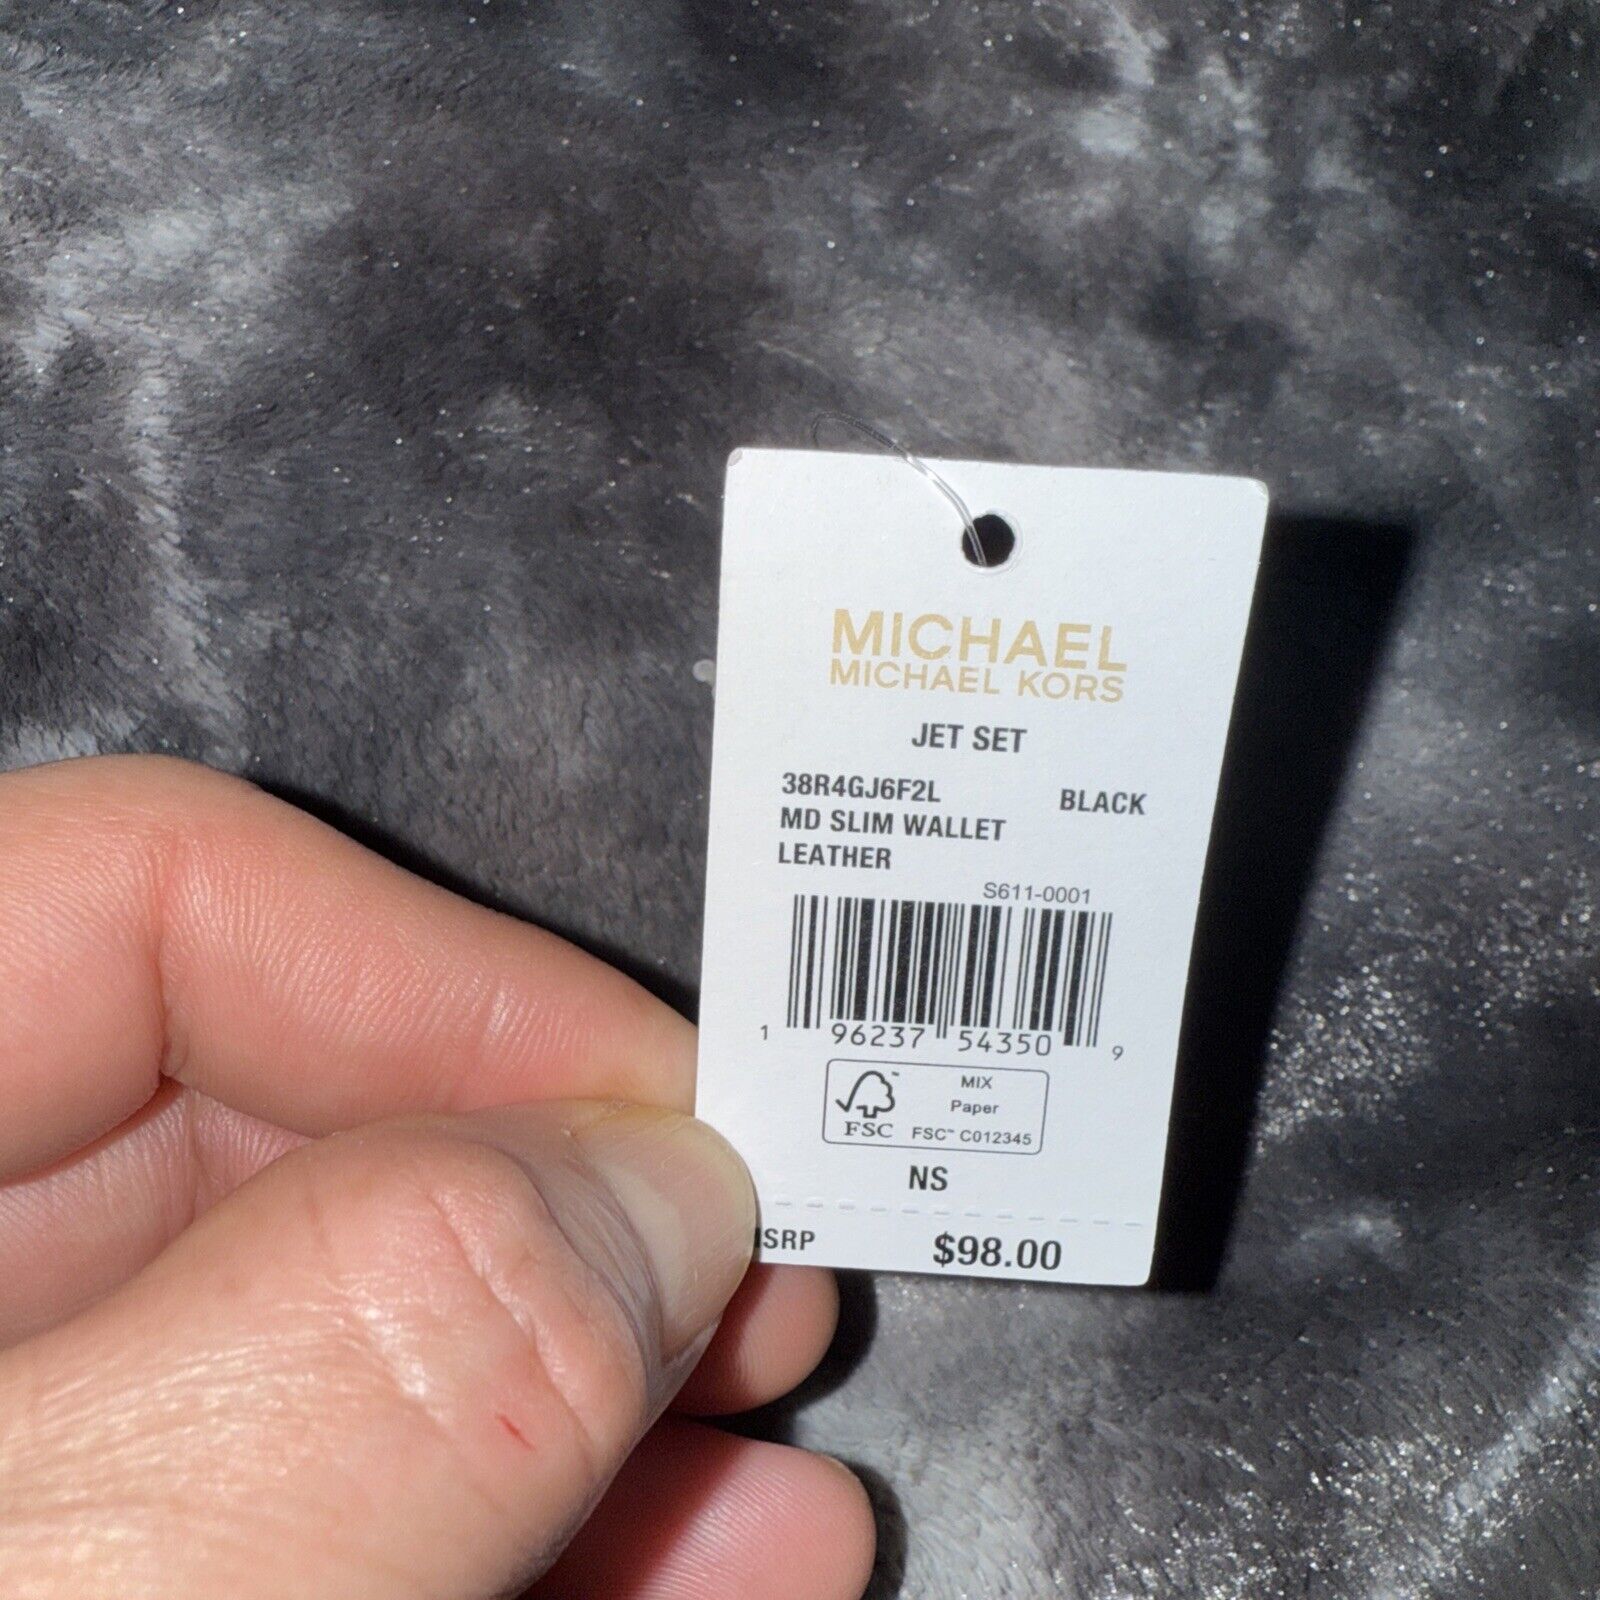 MICHAEL
MICHAEL KORS
JET SET
38R4GJ6F2L BLACK
MD SLIM WALLET
LEATHER
S611-0001
1 96237 54350 9
MIX
Paper
FSC™ C012345
FSC
NS
$98.00